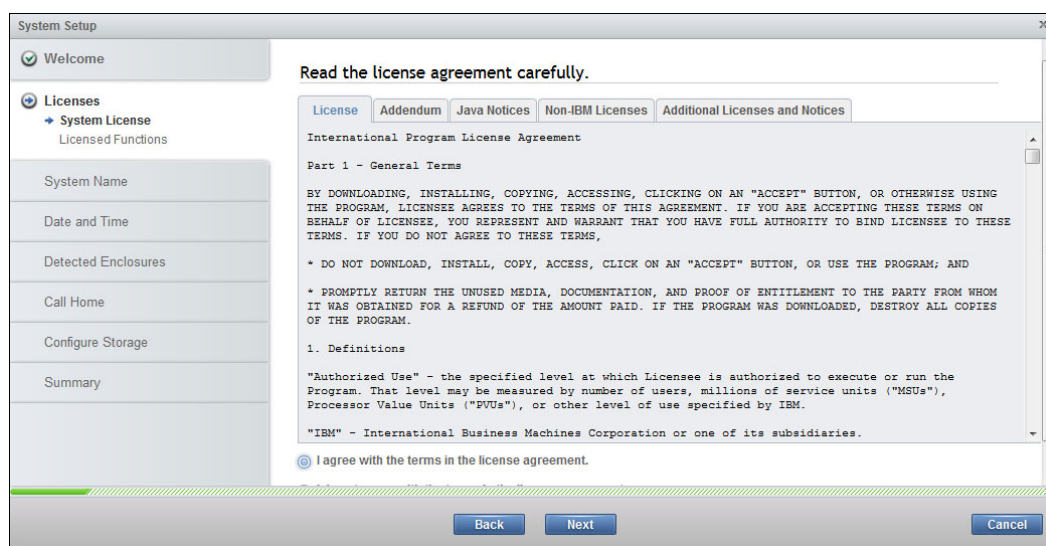 System Setup
Welcome
Licenses
System License
Licensed Functions
System Name
Date and Time
Detected Enclosures
Call Home
Configure Storage
Summary
Read the license agreement carefully.
License Addendum Java Notices Non-IBM Licenses Additional Licenses and Notices
International Program License Agreement
Part 1 - General Terms
BY DOWNLOADING, INSTALLING, COPYING, ACCESSING, CLICKING ON AN "ACCEPT" BUTTON, OR OTHERWISE USING
THE PROGRAM, LICENSEE AGREES TO THE TERMS OF THIS AGREEMENT. IF YOU ARE ACCEPTING THESE TERMS ON
BEHALF OF LICENSEE, YOU REPRESENT AND WARRANT THAT YOU HAVE FULL AUTHORITY TO BIND LICENSEE TO THESE
TERMS. IF YOU DO NOT AGREE TO THESE TERMS,
* DO NOT DOWNLOAD, INSTALL, COPY, ACCESS, CLICK ON AN "ACCEPT" BUTTON, OR USE THE PROGRAM; AND
* PROMPTLY RETURN THE UNUSED MEDIA, DOCUMENTATION, AND PROOF OF ENTITLEMENT TO THE PARTY FROM WHOM
IT WAS OBTAINED FOR A REFUND OF THE AMOUNT PAID. IF THE PROGRAM WAS DOWNLOADED, DESTROY ALL COPIES
OF THE PROGRAM.
1. Definitions
"Authorized Use" - the specified level at which Licensee is authorized to execute or run the
Program. That level may be measured by number of users, millions of service units ("MSUs"),
Processor Value Units ("PVUs"), or other level of use specified by IBM.
"IBM" - International Business Machines Corporation or one of its subsidiaries.
I agree with the terms in the license agreement.
Back Next Cancel